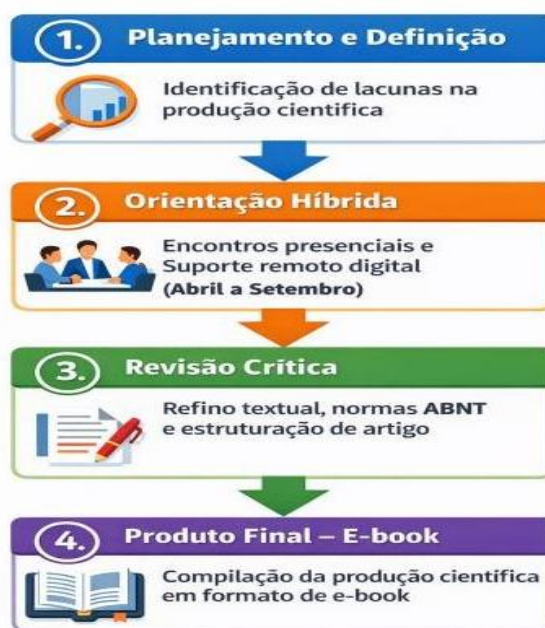 1. Planejamento e Definição
Identificação de lacunas na
produção cientifica
2. Orientação Híbrida
Encontros presenciais e
Suporte remoto digital
(Abril a Setembro)
3. Revisão Crítica
Refino textual, normas ABNT
e estruturação de artigo
4. Produto Final – E-book
Compilação da produção científica
em formato de e-book